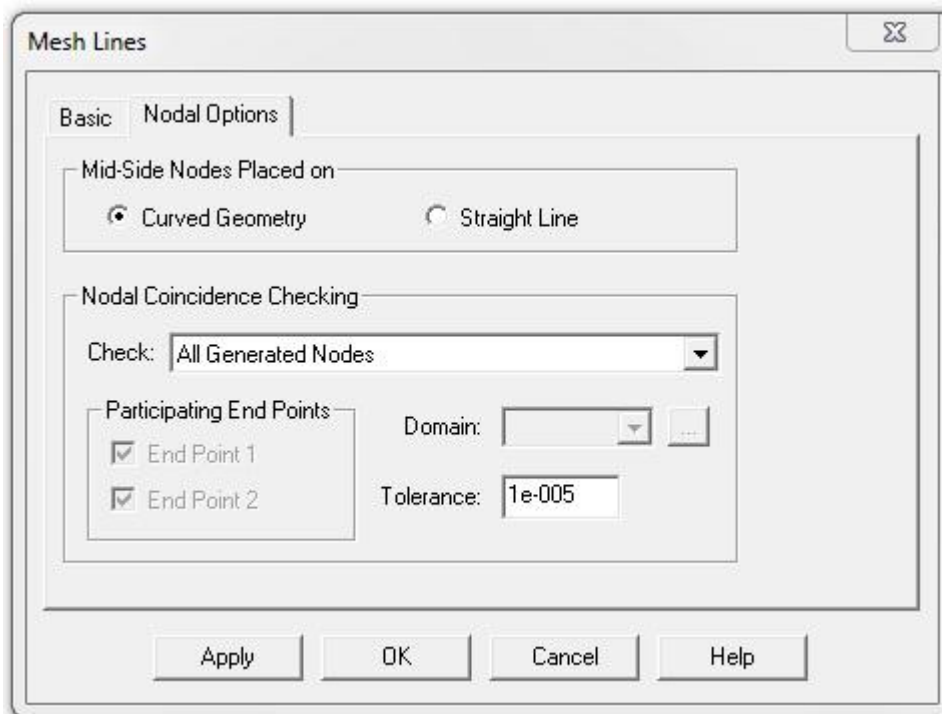 Mesh Lines
Basic Nodal Options
Mid-Side Nodes Placed on
Curved Geometry Straight Line
Nodal Coincidence Checking
Check: All Generated Nodes
Participating End Points
Domain: ...
End Point 1
End Point 2
Tolerance: 1e-005
Apply OK Cancel Help